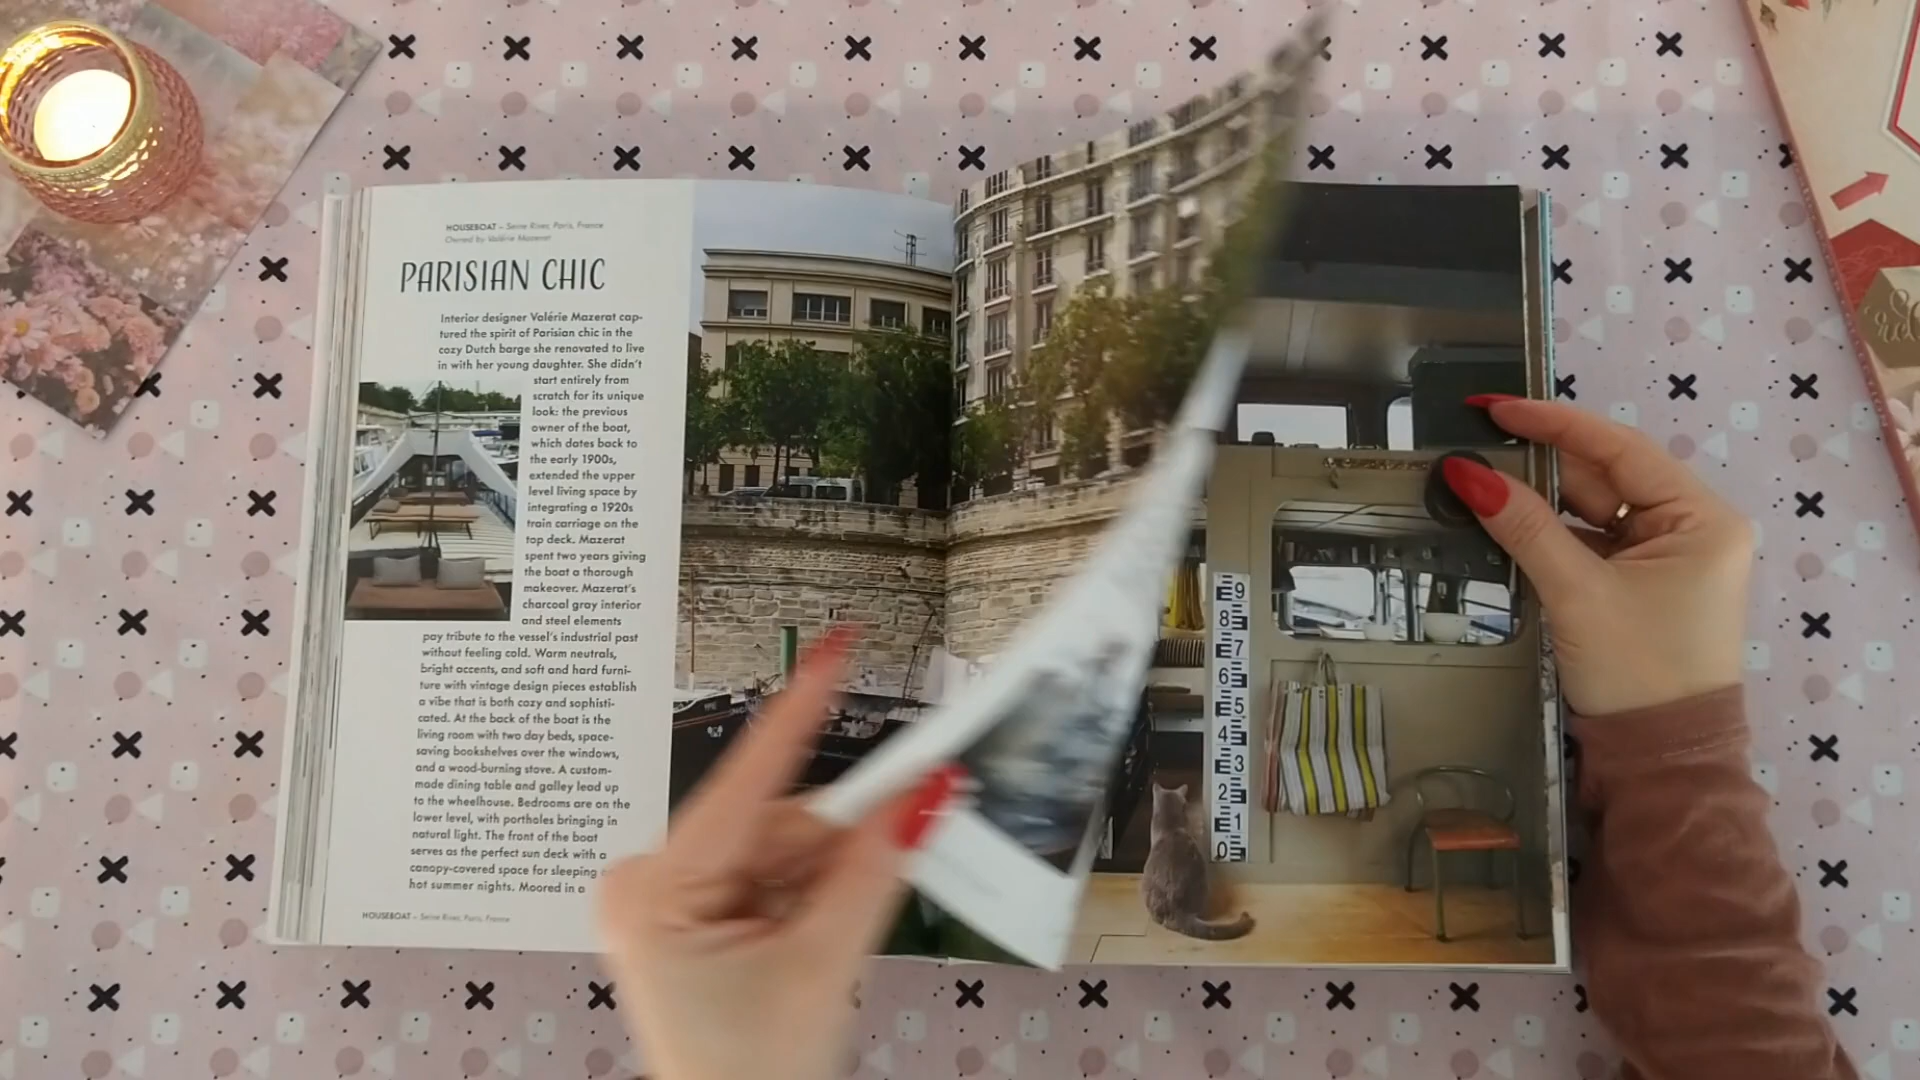 HOUSEBOAT – Seine River, Paris, France
Owned by Valérie Mazerat
PARISIAN CHIC
Interior designer Valérie Mazerat cap-
tured the spirit of Parisian chic in the
cozy Dutch barge she renovated to live
in with her young daughter. She didn't
start entirely from
scratch for its unique
look: the previous
owner of the boat,
which dates back to
the early 1900s,
extended the upper
level living space by
integrating a 1920s
train carriage on the
top deck. Mazerat
spent two years giving
the boat a thorough
makeover. Mazerat's
charcoal gray interior
and steel elements
pay tribute to the vessel's industrial past
without feeling cold. Warm neutrals,
bright accents, and soft and hard furni-
ture with vintage design pieces establish
a vibe that is both cozy and sophisti-
cated. At the back of the boat is the
living room with two day beds, space-
saving bookshelves over the windows,
and a wood-burning stove. A custom-
made dining table and galley lead up
to the wheelhouse. Bedrooms are on the
lower level, with portholes bringing in
natural light. The front of the boat
serves as the perfect sun deck with a
canopy-covered space for sleeping
hot summer nights. Moored in a
HOUSEBOAT – Seine River, Paris, France
9
8
7
6
5
4
3
2
1
0